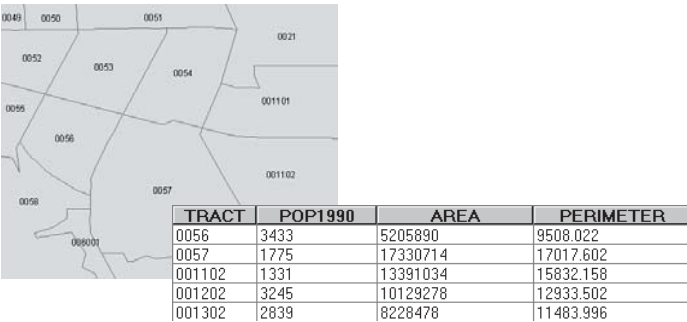 0049 0050 0051
0021
0052 0053 0054
001101
0055
0056
001102
0057
0058
006001
TRACT POP1990 AREA PERIMETER
0056 3433 5205890 9508.022
0057 1775 17330714 17017.602
001102 1331 13391034 15832.158
001202 3245 10129278 12933.502
001302 2839 8228478 11483.996